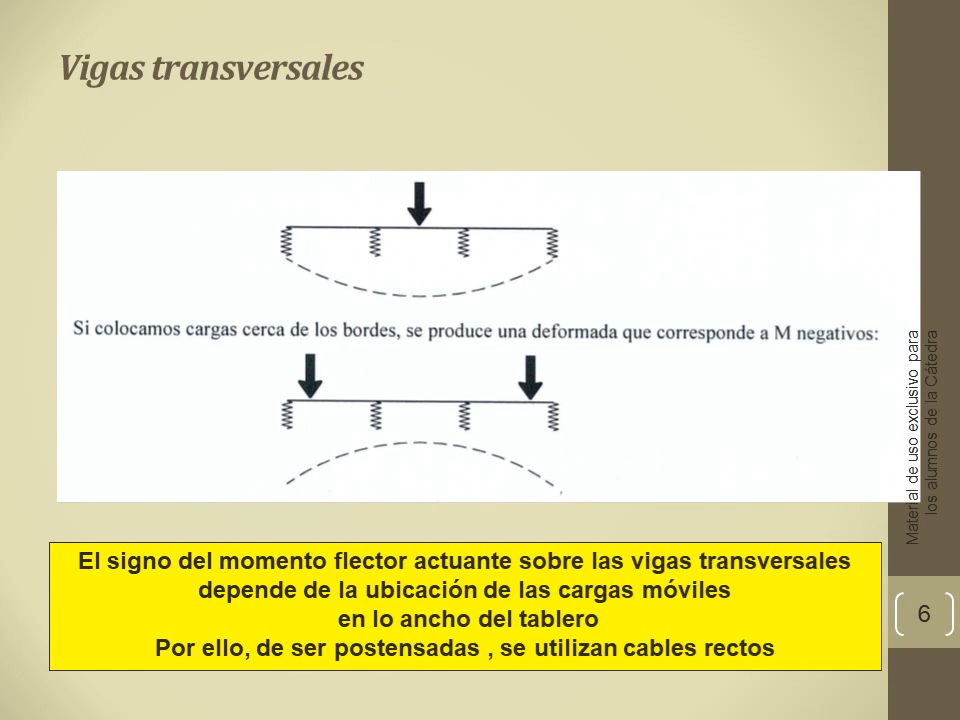 Vigas transversales
Si colocamos cargas cerca de los bordes, se produce una deformada que corresponde a M negativos:
Material de uso exclusivo para
los alumnos de la Cátedra
El signo del momento flector actuante sobre las vigas transversales
depende de la ubicación de las cargas móviles
en lo ancho del tablero
Por ello, de ser postensadas , se utilizan cables rectos
6